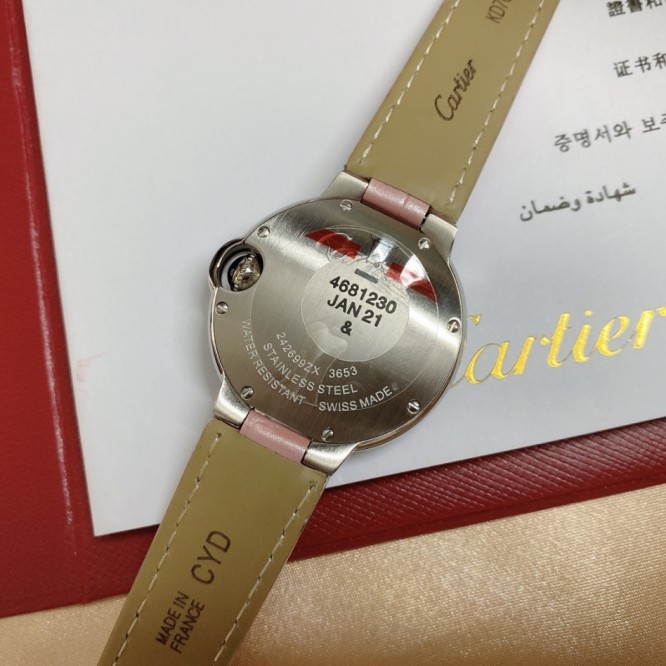 證書和
证书和
증명서와 보
شهادة وضمان
Cartier
Cartier
4681230
JAN 21
&
242699ZX 3653
STAINLESS STEEL
WATER RESISTANT — SWISS MADE
CYD
MADE IN
FRANCE